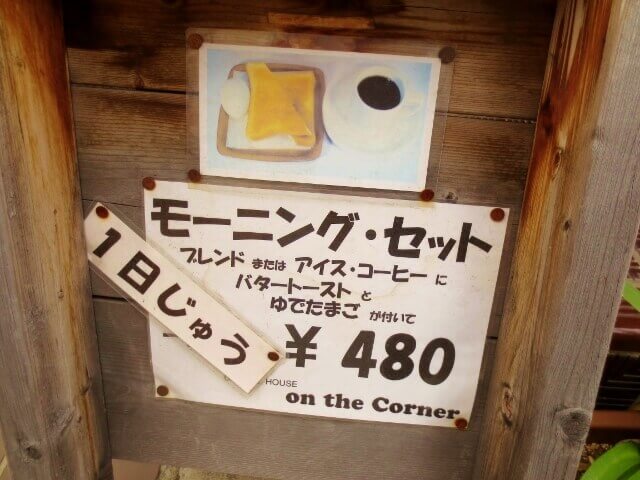 モーニング・セット
ブレンド または アイス・コーヒー に
バタートースト と
ゆでたまご が付いて
1日じゅう
¥ 480
HOUSE
on the Corner